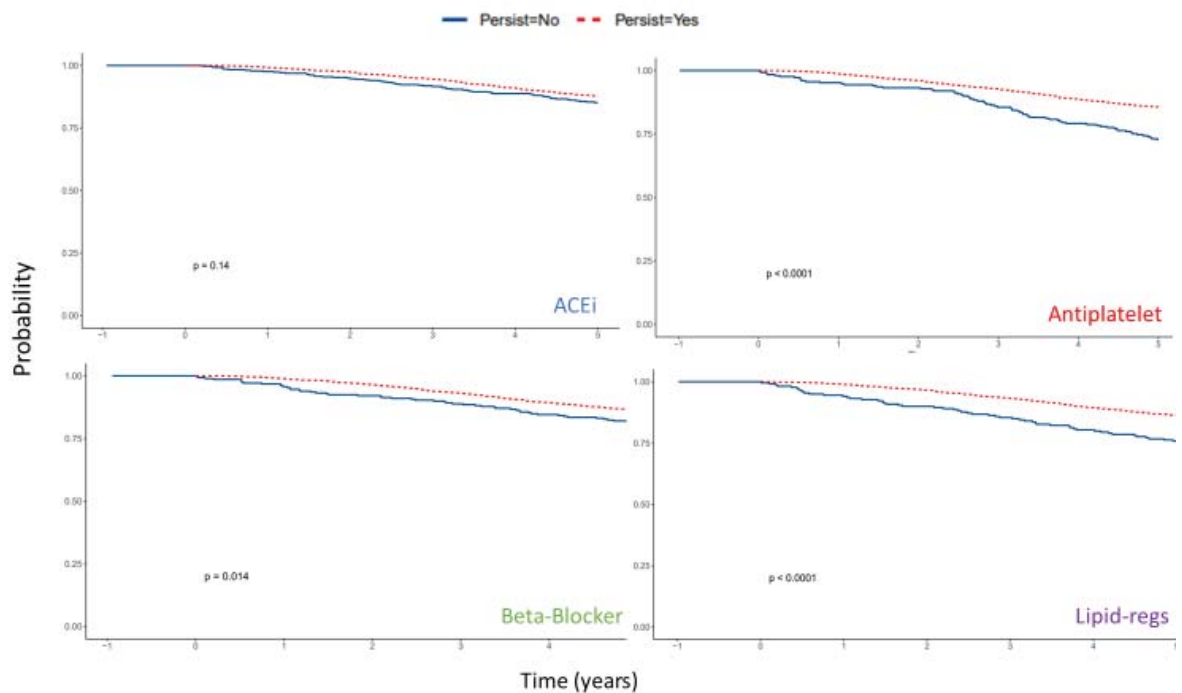 Persist=No Persist=Yes
Probability
1.00
0.75
0.50
0.25
0.00
p = 0.14
ACEi
−1 0 1 2 3 4 5
1.00
0.75
0.50
0.25
0.00
p < 0.0001
Antiplatelet
−1 0 1 2 3 4 5
1.00
0.75
0.50
0.25
0.00
p = 0.014
Beta-Blocker
0 1 2 3 4
1.00
0.75
0.50
0.25
0.00
p < 0.0001
Lipid-regs
−1 0 1 2 3 4
Time (years)